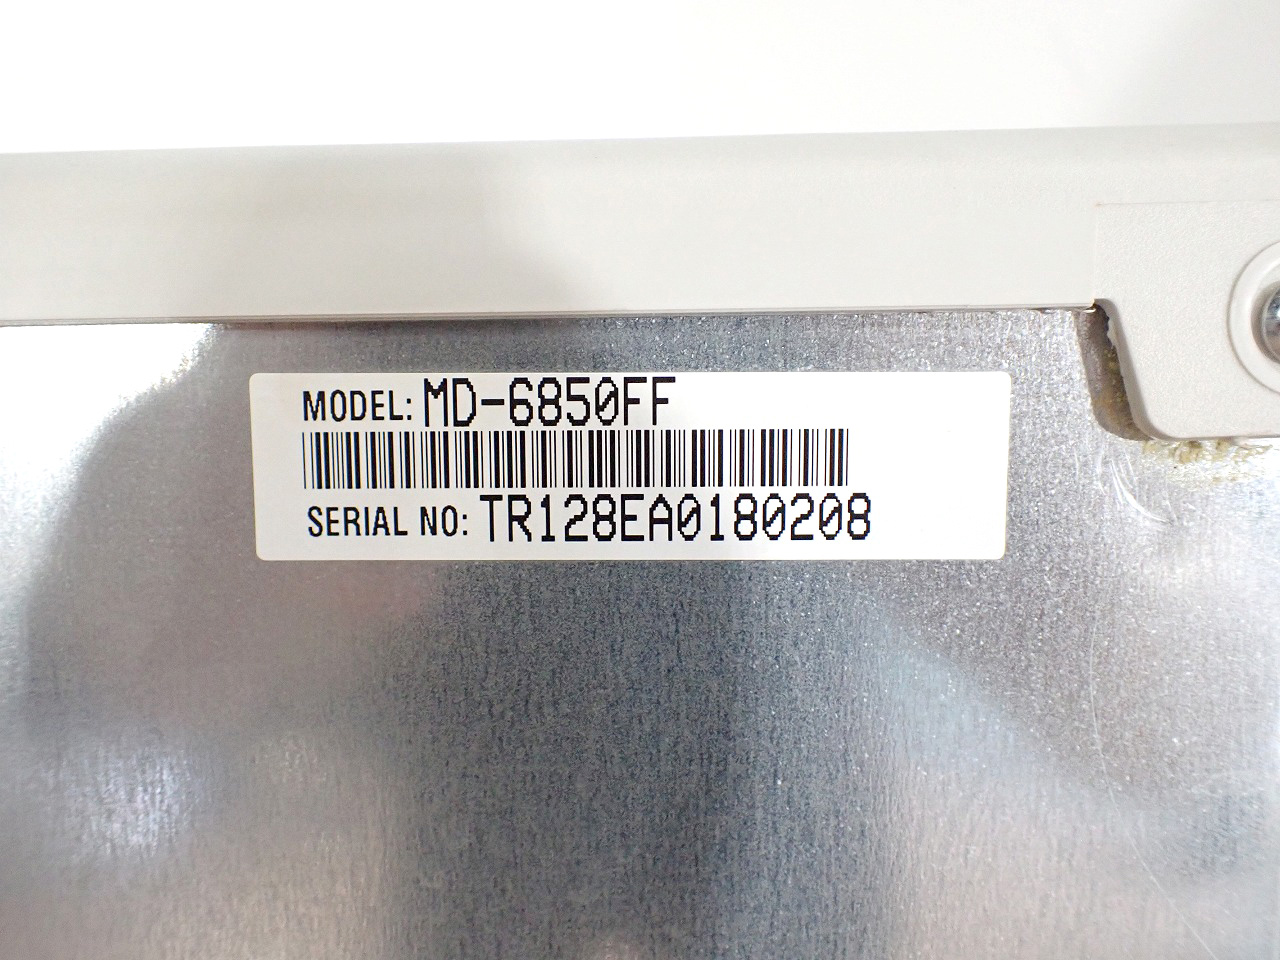 MODEL: MD-6850FF
SERIAL NO: TR128EA0180208